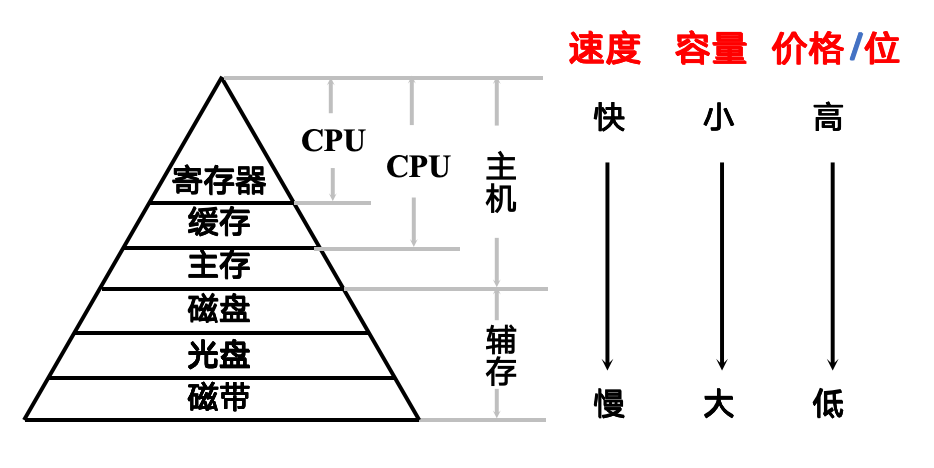 速度 容量 价格/位
快 小 高
CPU
CPU
主机
寄存器
缓存
主存
磁盘
光盘
磁带
辅存
慢 大 低